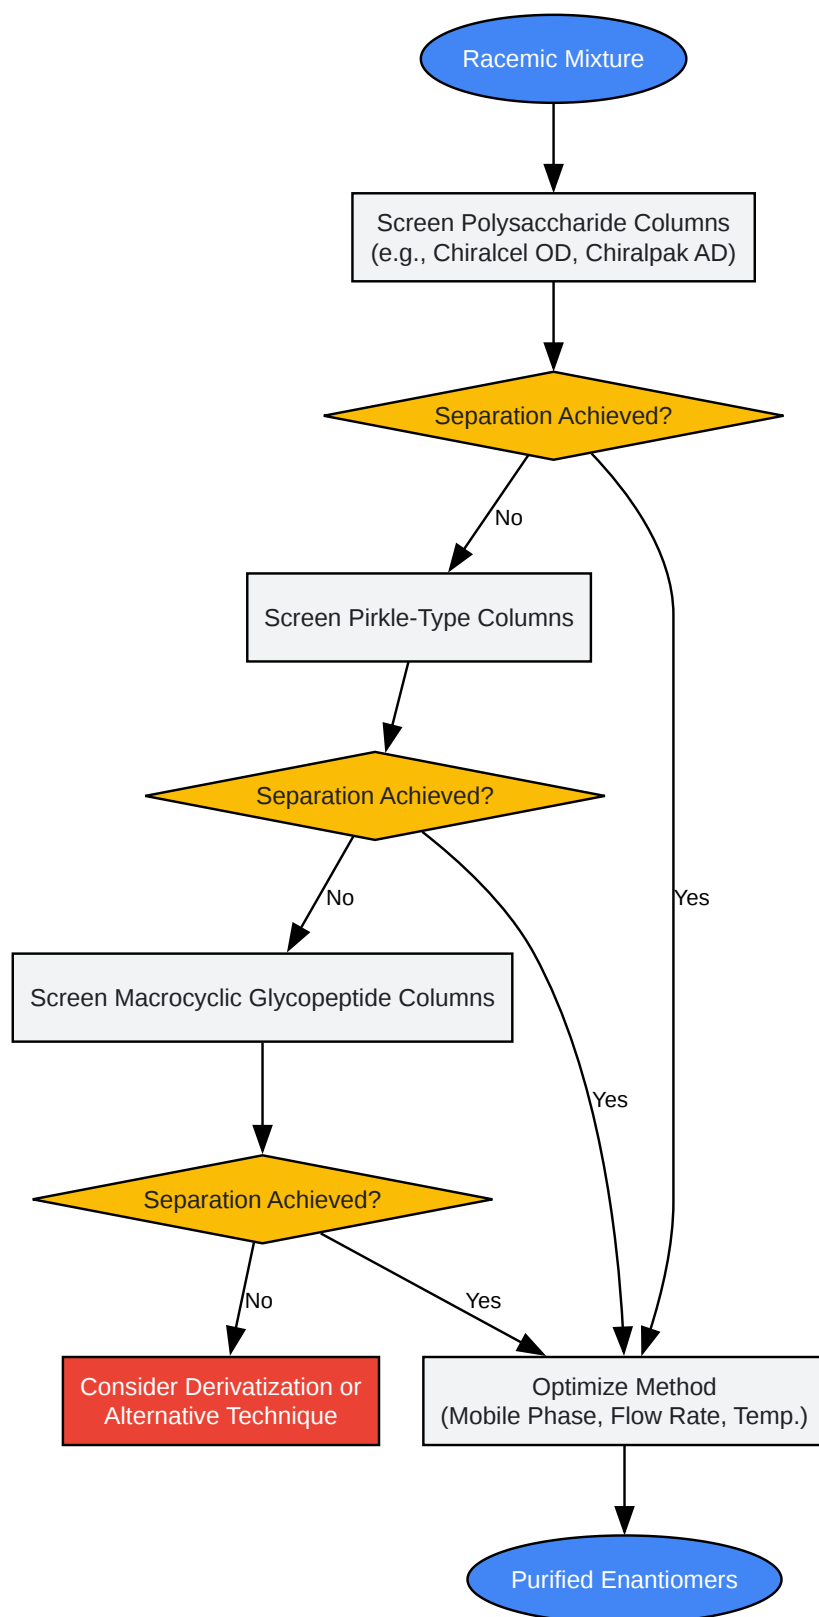 Racemic Mixture
Screen Polysaccharide Columns
(e.g., Chiralcel OD, Chiralpak AD)
Separation Achieved?
No
Screen Pirkle-Type Columns
Separation Achieved?
No
Yes
Screen Macrocyclic Glycopeptide Columns
Yes
Separation Achieved?
No
Yes
Consider Derivatization or
Alternative Technique
Optimize Method
(Mobile Phase, Flow Rate, Temp.)
Purified Enantiomers